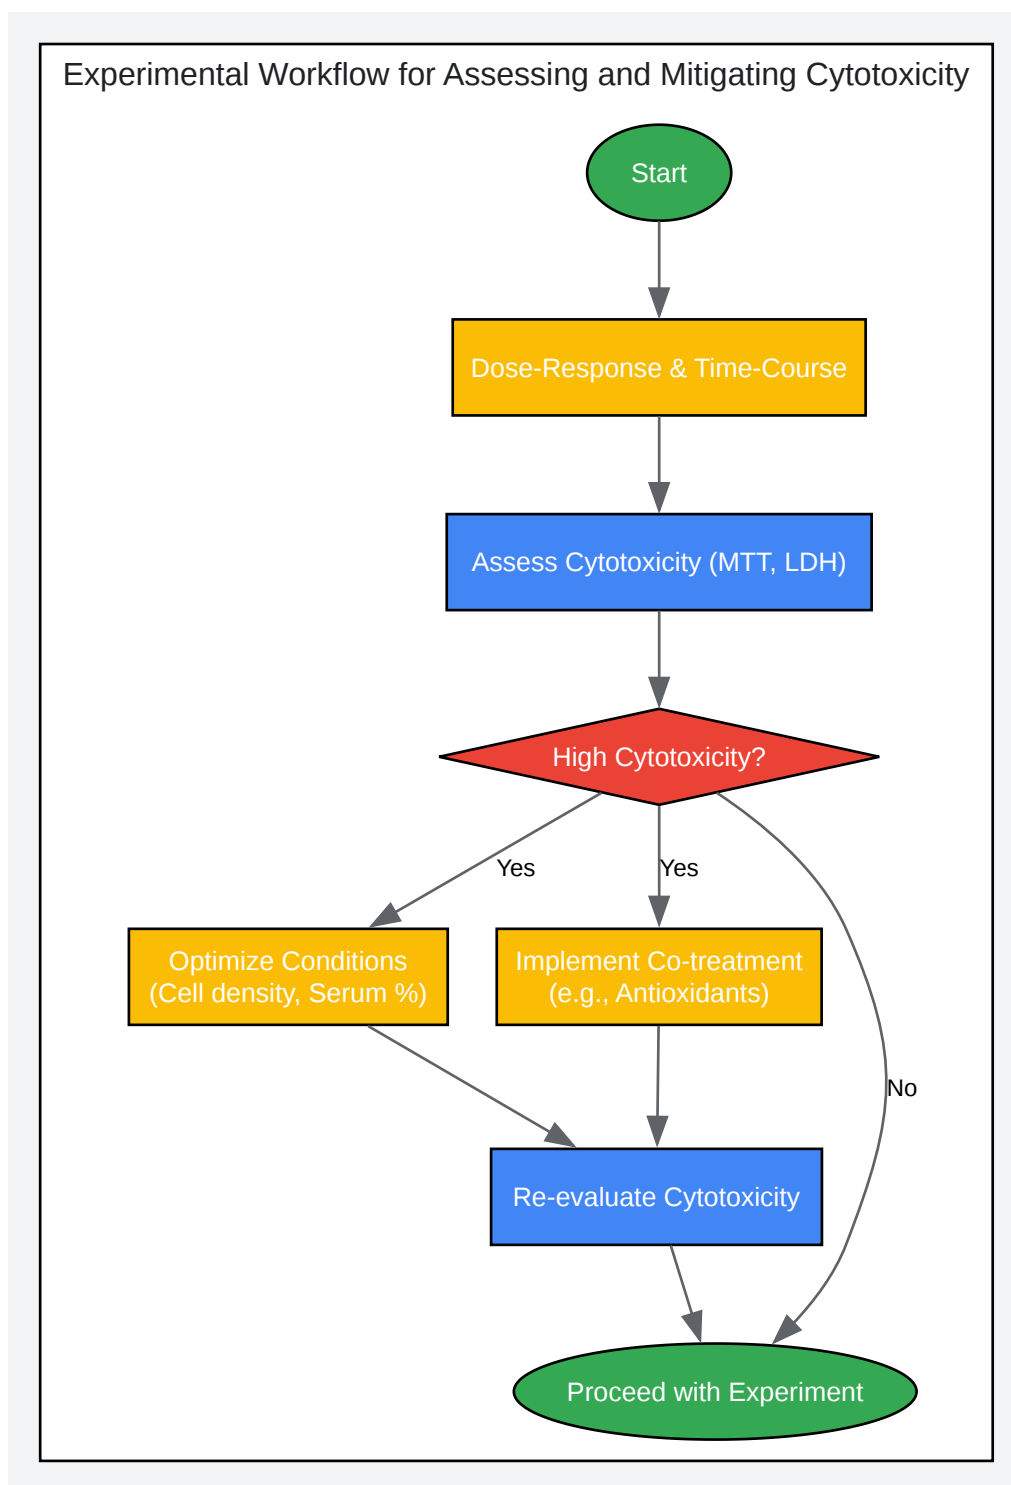 Experimental Workflow for Assessing and Mitigating Cytotoxicity
Start
Dose-Response & Time-Course
Assess Cytotoxicity (MTT, LDH)
High Cytotoxicity?
Yes
Yes
Optimize Conditions
(Cell density, Serum %)
Implement Co-treatment
(e.g., Antioxidants)
No
Re-evaluate Cytotoxicity
Proceed with Experiment